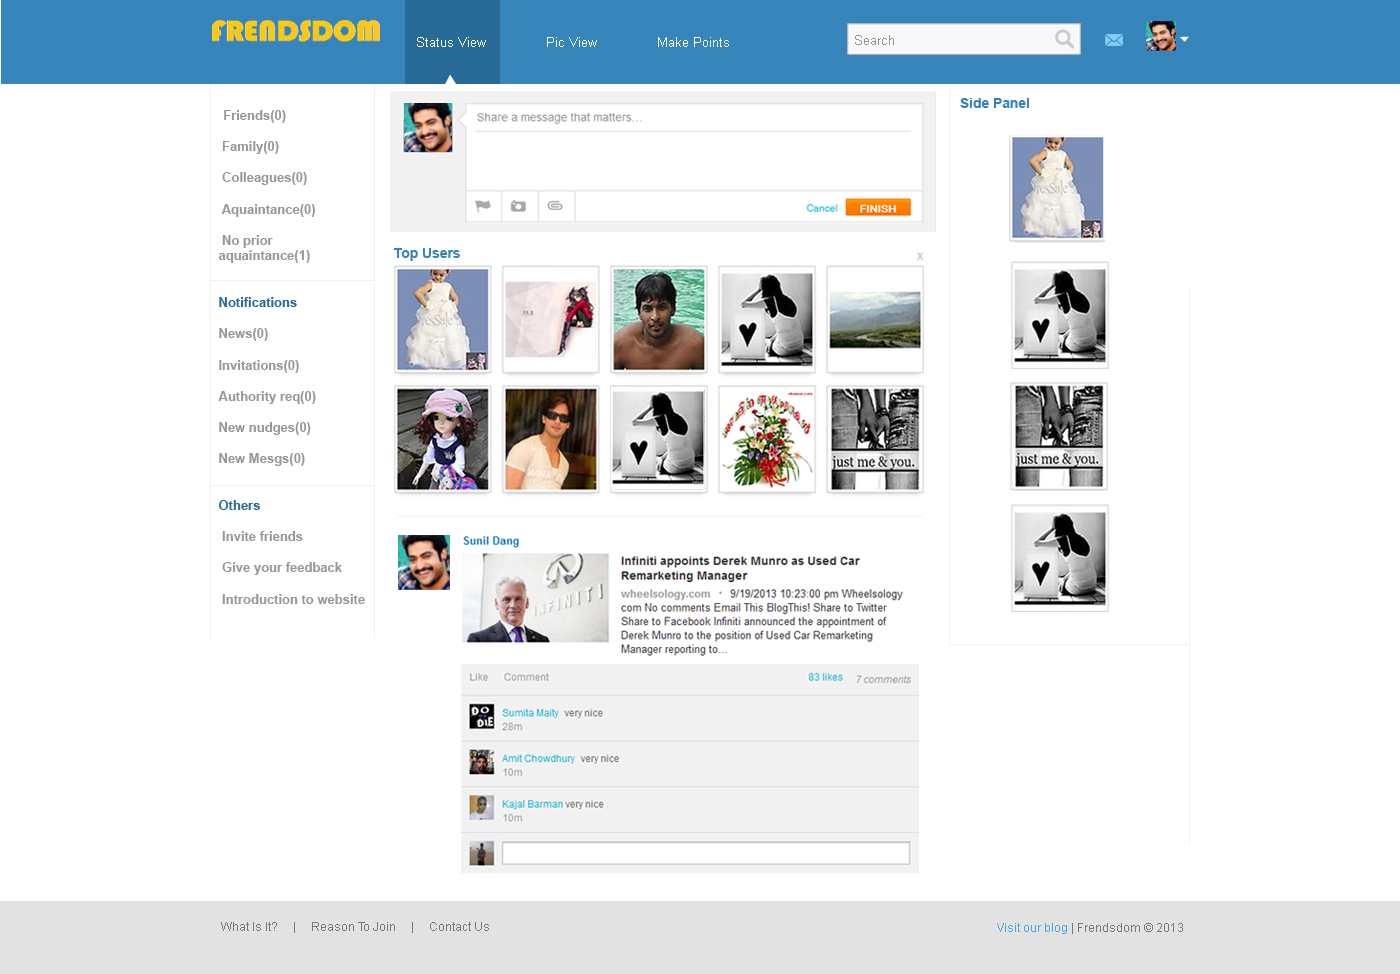 FRENDSDOM
Status View
Pic View
Make Points
Search
Friends(0)
Family(0)
Colleagues(0)
Aquaintance(0)
No prior
aquaintance(1)
Notifications
News(0)
Invitations(0)
Authority req(0)
New nudges(0)
New Mesgs(0)
Others
Invite friends
Give your feedback
Introduction to website
Share a message that matters...
Cancel
FINISH
Top Users
x
just me & you.
Sunil Dang
INFINITI
Infiniti appoints Derek Munro as Used Car
Remarketing Manager
wheelsology.com · 9/19/2013 10:23:00 pm Wheelsology
com No comments Email This BlogThis! Share to Twitter
Share to Facebook Infiniti announced the appointment of
Derek Munro to the position of Used Car Remarketing
Manager reporting to...
Like Comment 83 likes 7 comments
DO
DIE
Sumita Maity very nice
28m
Amit Chowdhury very nice
10m
Kajal Barman very nice
10m
Side Panel
just me & you.
What Is It? | Reason To Join | Contact Us
Visit our blog | Frendsdom © 2013